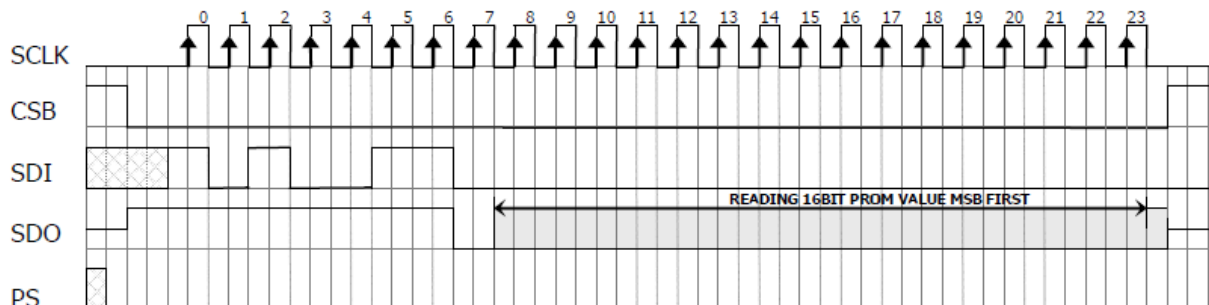 0 1 2 3 4 5 6 7 8 9 10 11 12 13 14 15 16 17 18 19 20 21 22 23
SCLK
CSB
SDI
READING 16BIT PROM VALUE MSB FIRST
SDO
PS